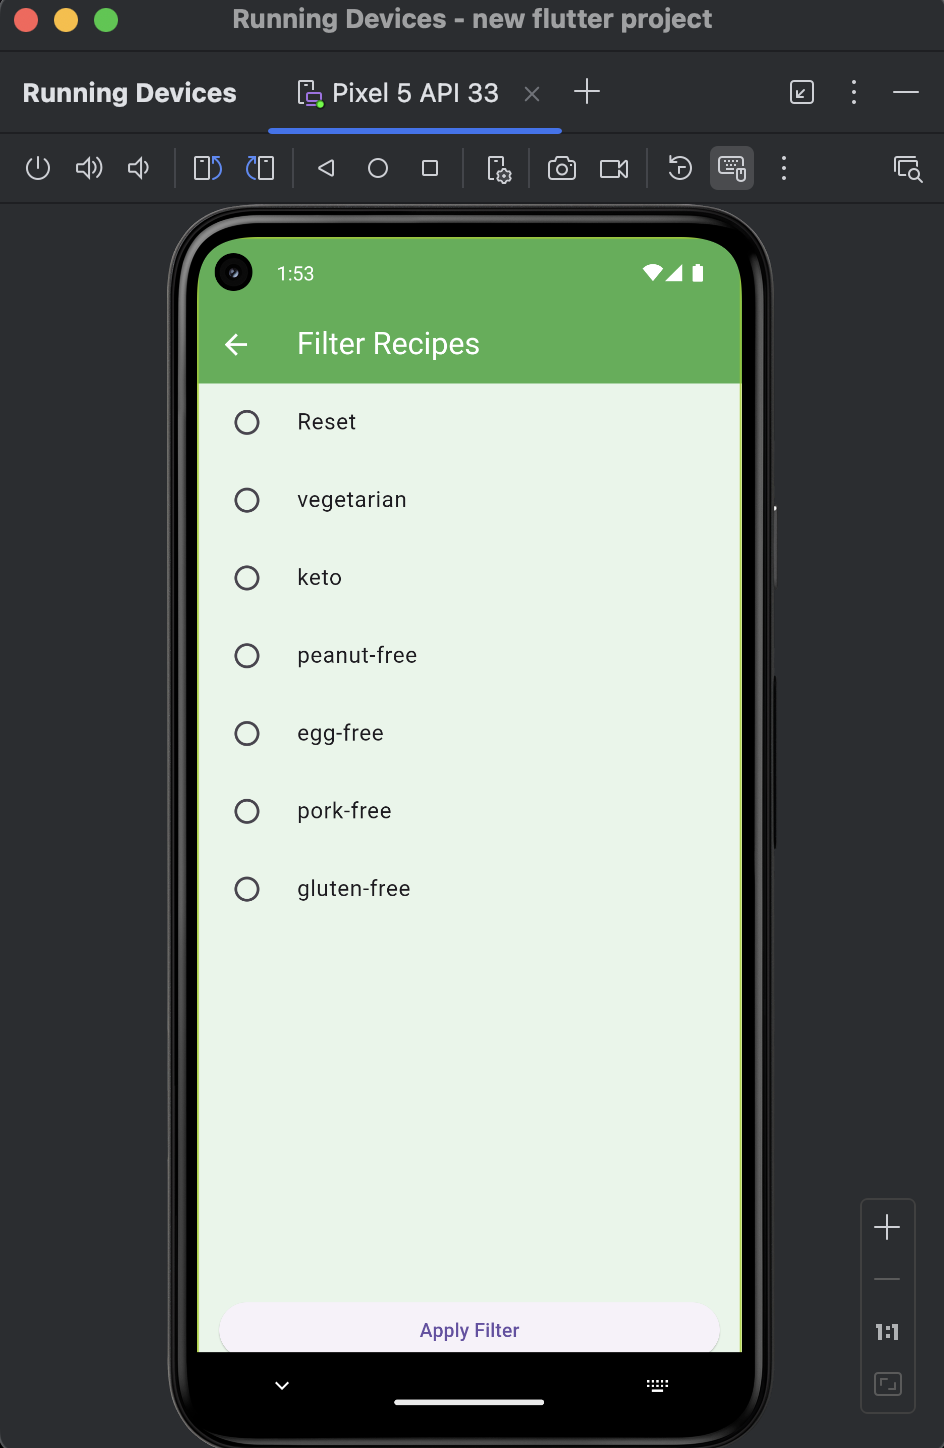 Running Devices - new flutter project
Running Devices
Pixel 5 API 33
1:53
Filter Recipes
Reset
vegetarian
keto
peanut-free
egg-free
pork-free
gluten-free
Apply Filter
1:1